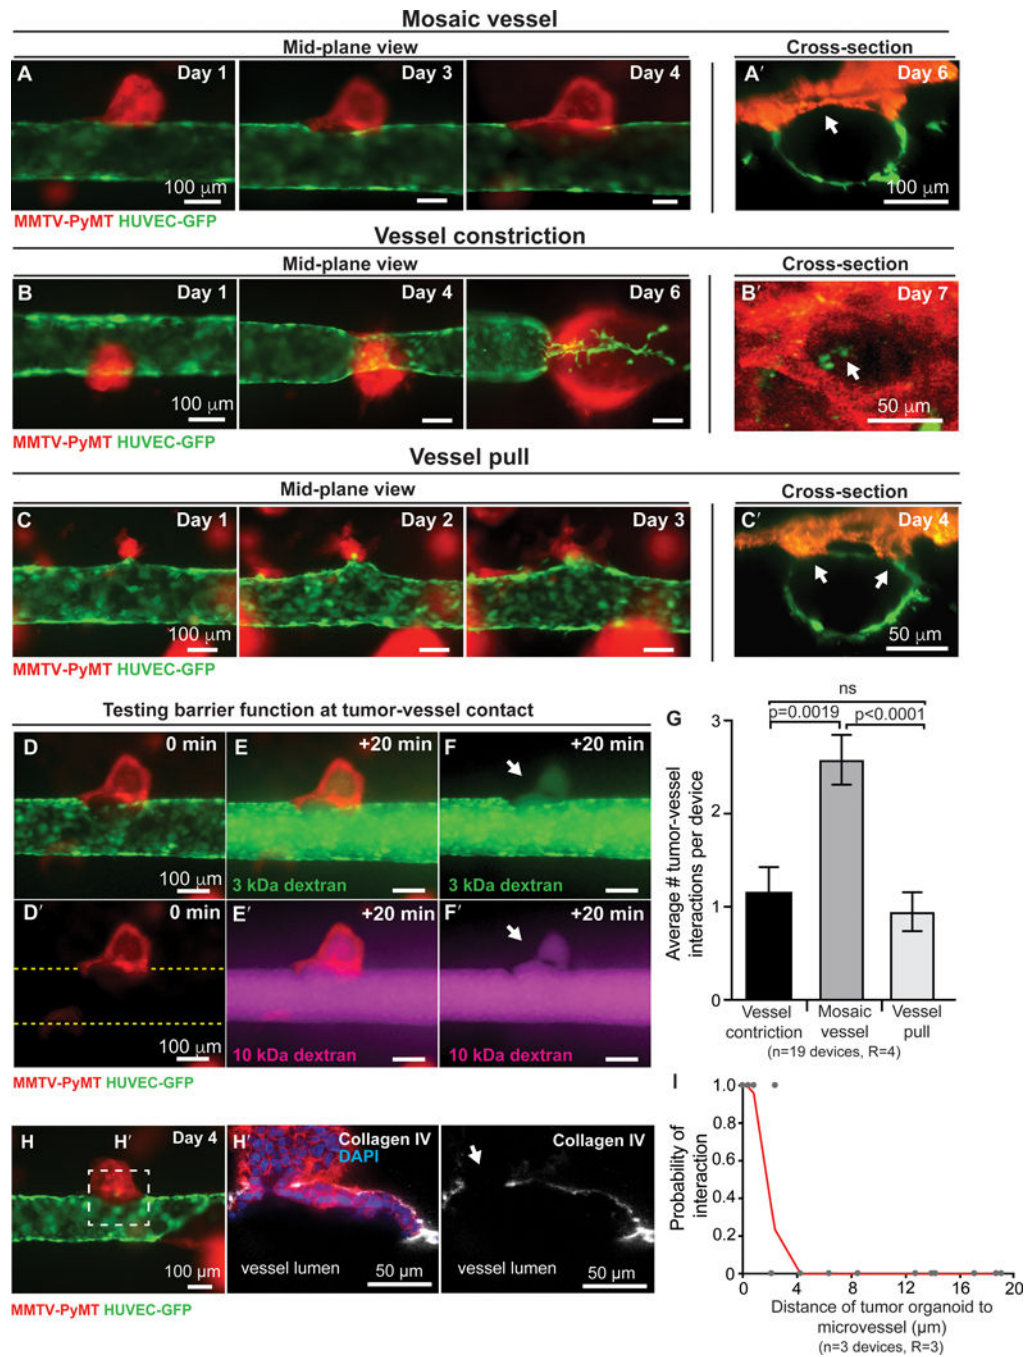 Mosaic vessel
Mid-plane view
Cross-section
A
Day 1
Day 3
Day 4
A′
Day 6
100 μm
100 μm
MMTV-PyMT HUVEC-GFP
Vessel constriction
Mid-plane view
Cross-section
B
Day 1
Day 4
Day 6
B′
Day 7
100 μm
50 μm
MMTV-PyMT HUVEC-GFP
Vessel pull
Mid-plane view
Cross-section
C
Day 1
Day 2
Day 3
C′
Day 4
100 μm
50 μm
MMTV-PyMT HUVEC-GFP
Testing barrier function at tumor-vessel contact
D
0 min
E
+20 min
F
+20 min
100 μm
3 kDa dextran
3 kDa dextran
D′
0 min
E′
+20 min
F′
+20 min
100 μm
10 kDa dextran
10 kDa dextran
MMTV-PyMT HUVEC-GFP
G
ns
p=0.0019
p<0.0001
Average # tumor-vessel
interactions per device
3
2
1
0
Vessel
contriction
Mosaic
vessel
Vessel
pull
(n=19 devices, R=4)
H
H′
Day 4
100 μm
H′
Collagen IV
DAPI
vessel lumen
50 μm
Collagen IV
vessel lumen
50 μm
MMTV-PyMT HUVEC-GFP
I
Probability of
interaction
1.0
0.8
0.6
0.4
0.2
0
0
4
8
12
16
20
Distance of tumor organoid to
microvessel (μm)
(n=3 devices, R=3)